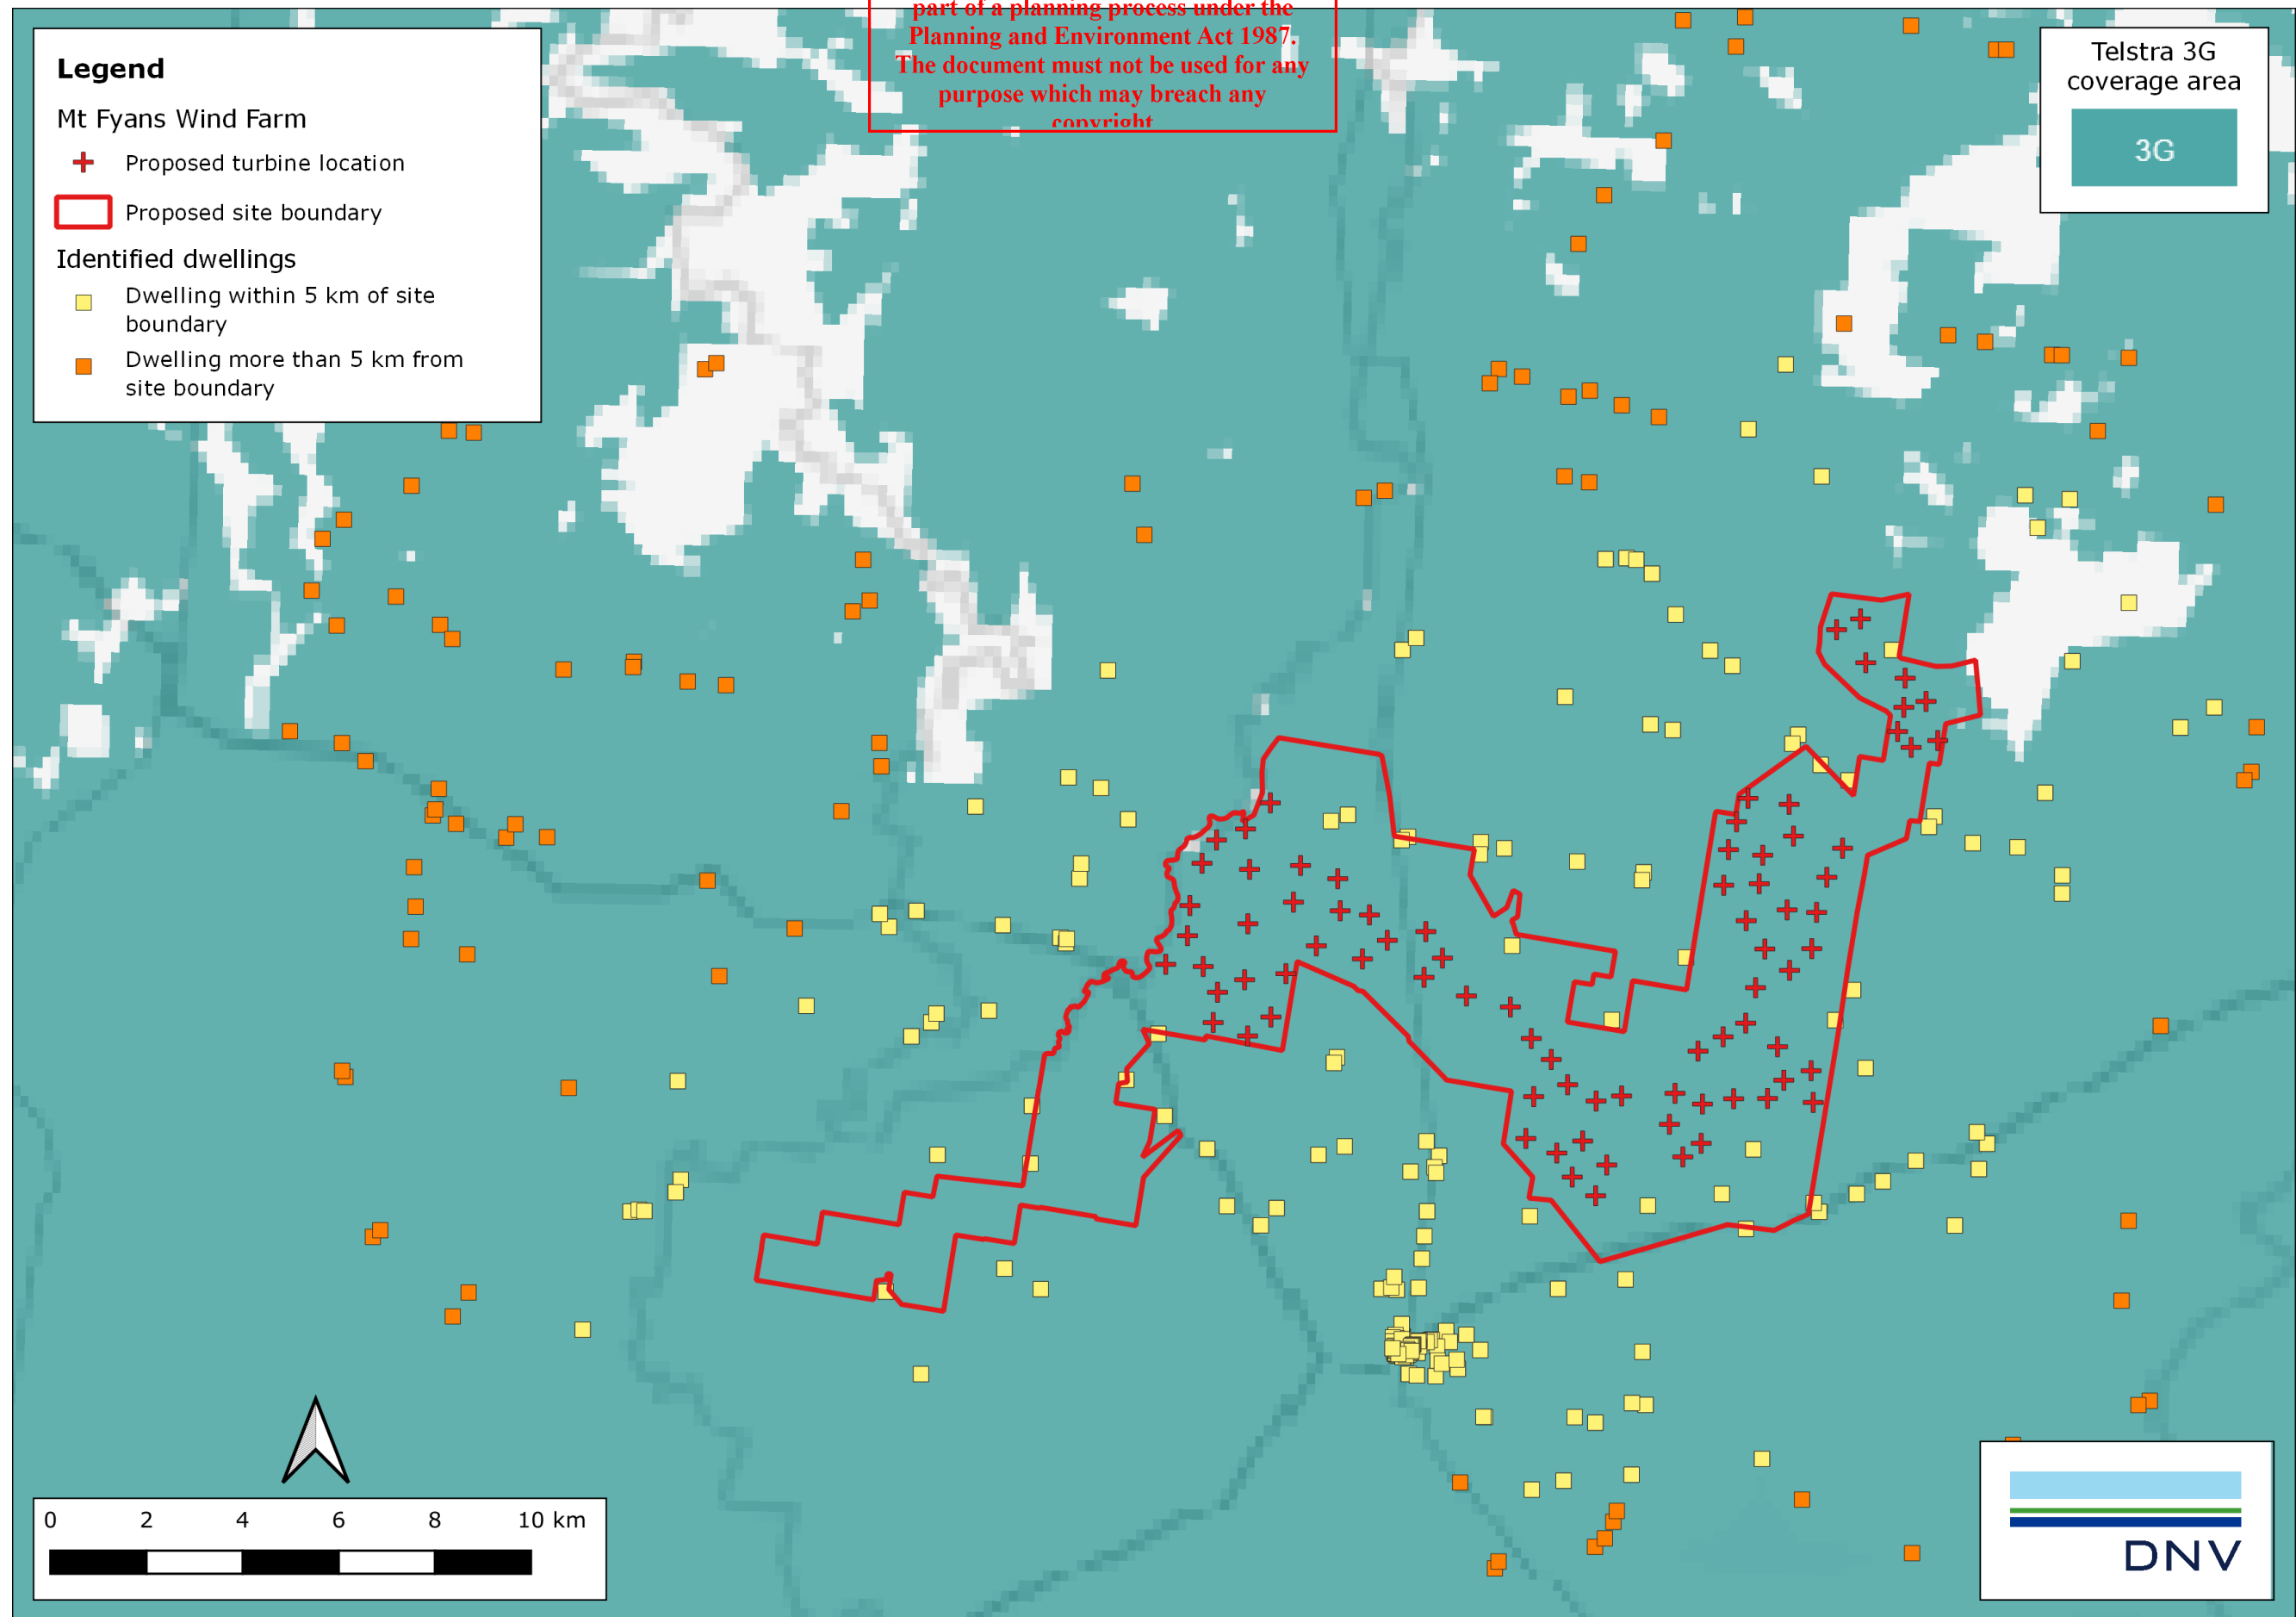 part of a planning process under the
Planning and Environment Act 1987.
The document must not be used for any
purpose which may breach any
copyright
Legend
Mt Fyans Wind Farm
Proposed turbine location
Proposed site boundary
Identified dwellings
Dwelling within 5 km of site
boundary
Dwelling more than 5 km from
site boundary
Telstra 3G
coverage area
3G
0 2 4 6 8 10 km
DNV